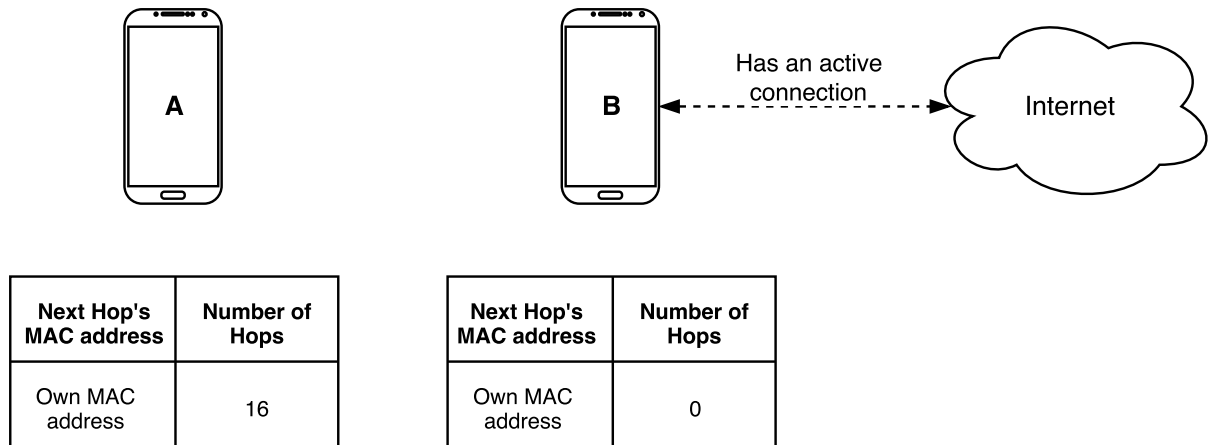 A
B
Has an active
connection
Internet
Next Hop's
MAC address
Number of
Hops
Own MAC
address
16
Next Hop's
MAC address
Number of
Hops
Own MAC
address
0